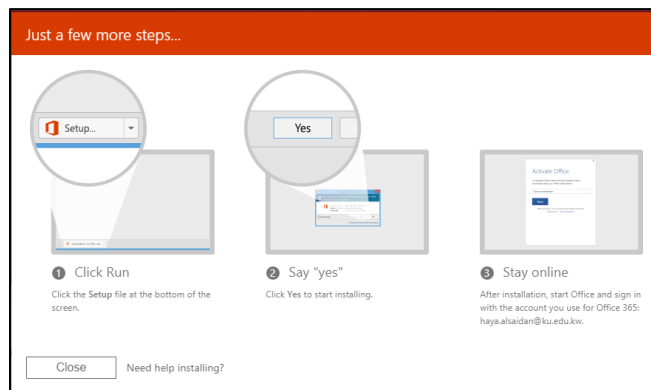 Just a few more steps...
Setup...
Yes
Activate Office
1 Click Run
Click the Setup file at the bottom of the
screen.
2 Say "yes"
Click Yes to start installing.
3 Stay online
After installation, start Office and sign in
with the account you use for Office 365:
haya.alsaidan@ku.edu.kw.
Close
Need help installing?